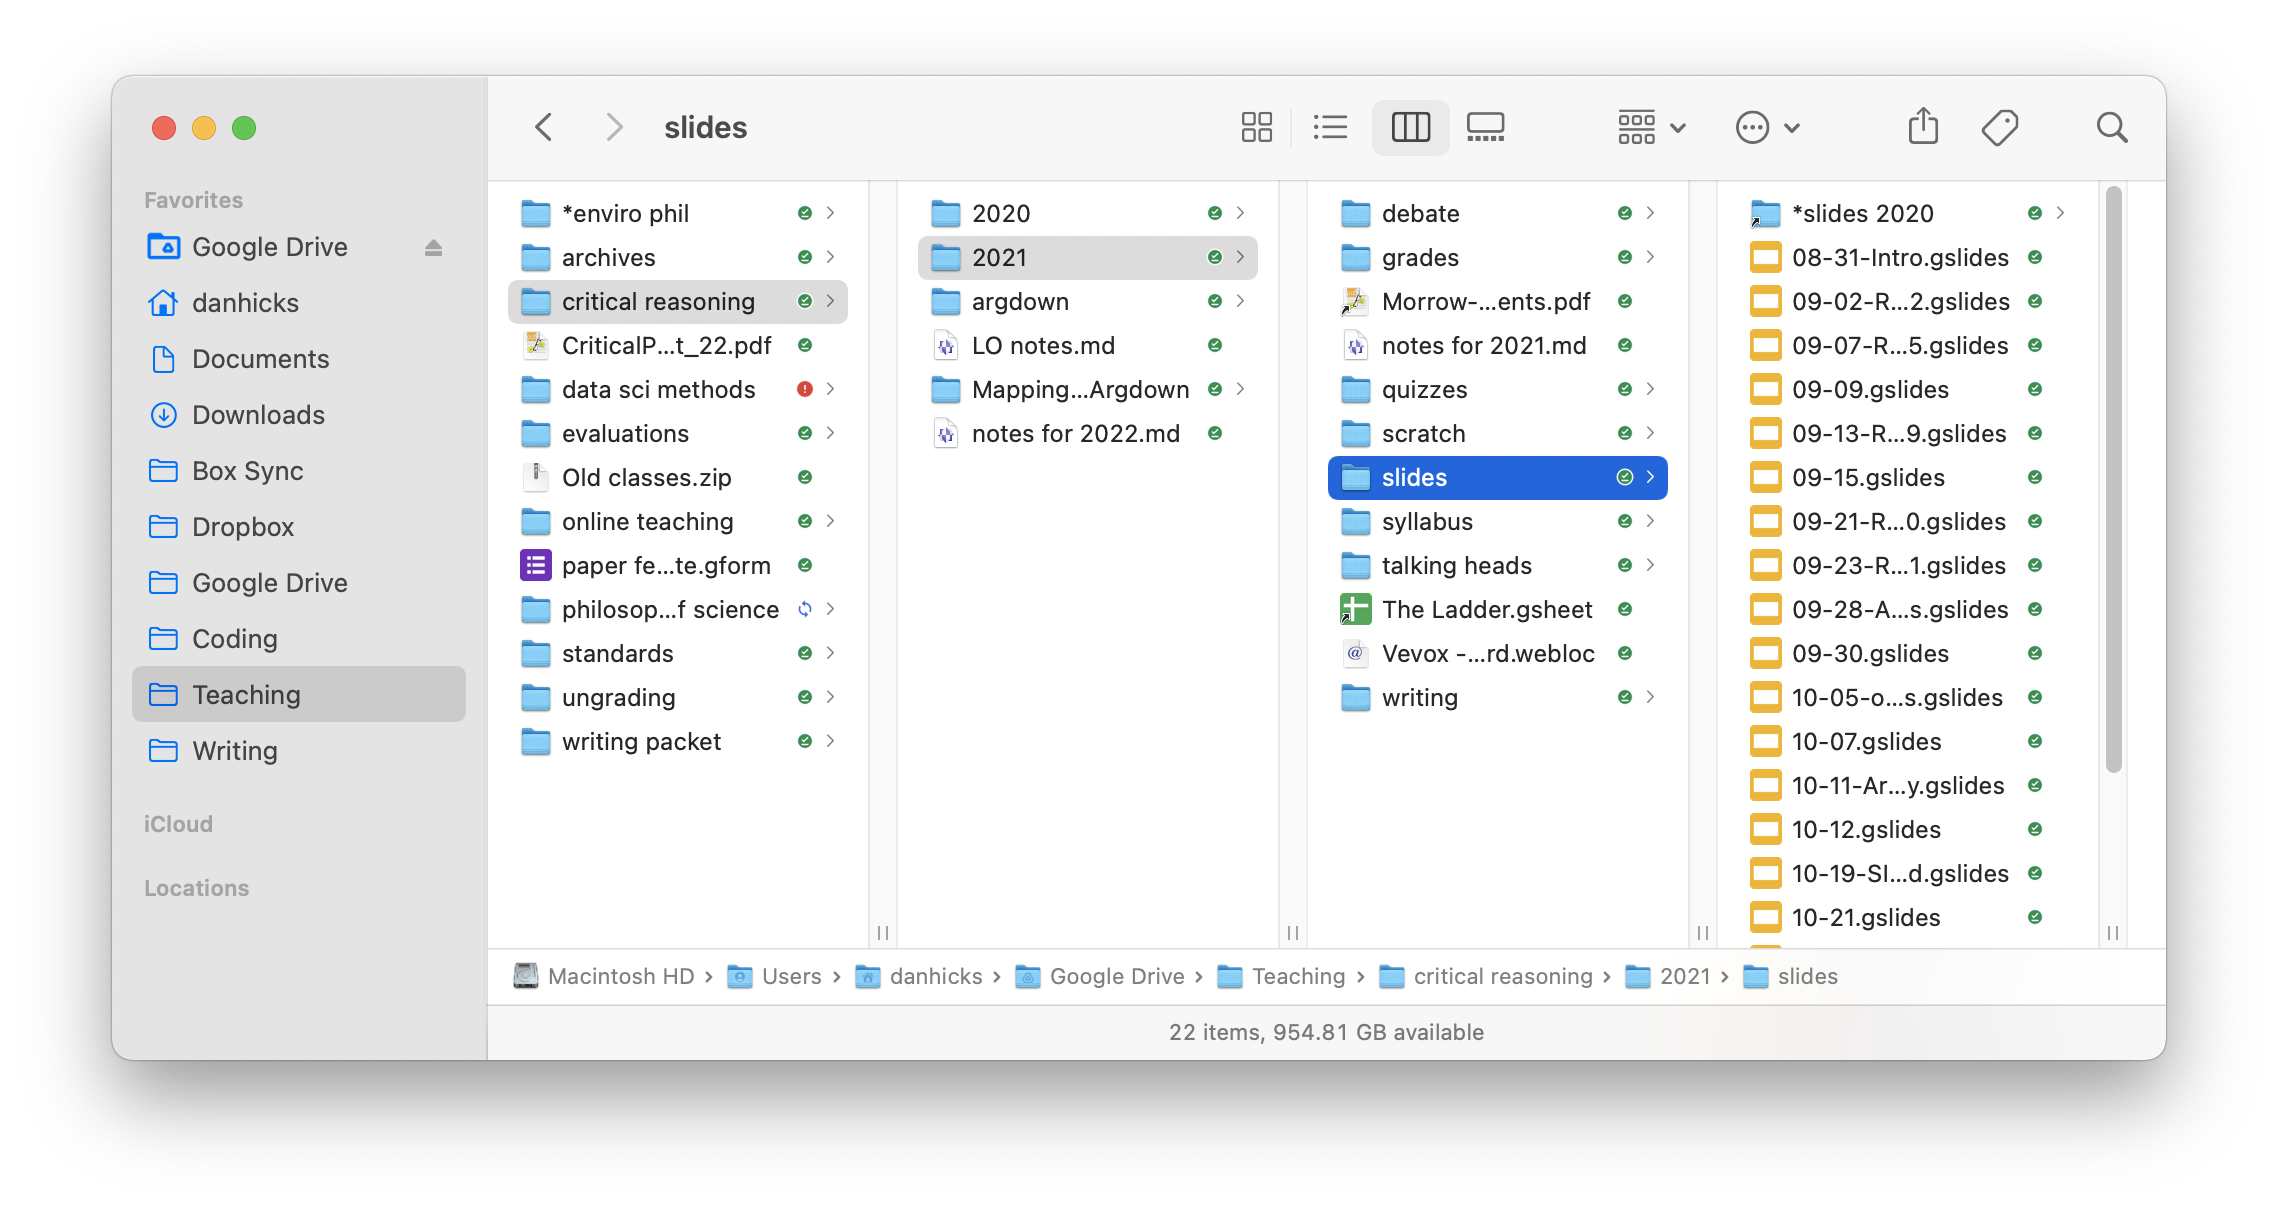 slides
Favorites
Google Drive
danhicks
Documents
Downloads
Box Sync
Dropbox
Google Drive
Coding
Teaching
Writing
iCloud
Locations
*enviro phil
archives
critical reasoning
CriticalP...t_22.pdf
data sci methods
evaluations
Old classes.zip
online teaching
paper fe...te.gform
philosop...f science
standards
ungrading
writing packet
2020
2021
argdown
LO notes.md
Mapping...Argdown
notes for 2022.md
debate
grades
Morrow-...ents.pdf
notes for 2021.md
quizzes
scratch
slides
syllabus
talking heads
The Ladder.gsheet
Vevox -...rd.webloc
writing
*slides 2020
08-31-Intro.gslides
09-02-R...2.gslides
09-07-R...5.gslides
09-09.gslides
09-13-R...9.gslides
09-15.gslides
09-21-R...0.gslides
09-23-R...1.gslides
09-28-A...s.gslides
09-30.gslides
10-05-o...s.gslides
10-07.gslides
10-11-Ar...y.gslides
10-12.gslides
10-19-Sl...d.gslides
10-21.gslides
Macintosh HD › Users › danhicks › Google Drive › Teaching › critical reasoning › 2021 › slides
22 items, 954.81 GB available